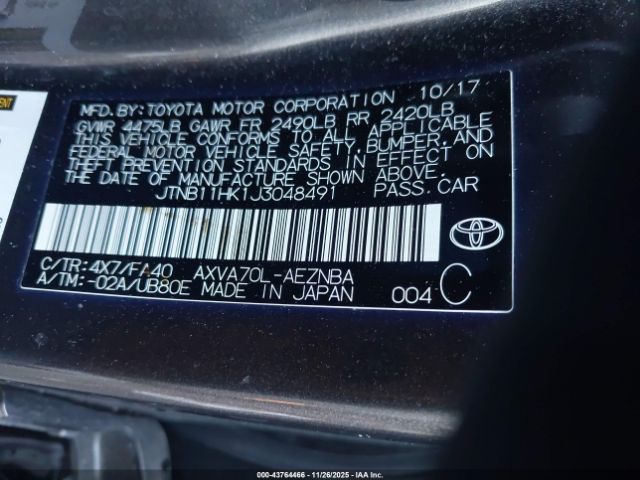 10/17
MFD. BY: TOYOTA MOTOR CORPORATION
GVWR 4475LB GAWR FR 2490LB RR 2420LB
THIS VEHICLE CONFORMS TO ALL APPLICABLE
FEDERAL MOTOR VEHICLE SAFETY, BUMPER, AND
THEFT PREVENTION STANDARDS IN EFFECT ON
THE DATE OF MANUFACTURE SHOWN ABOVE.
JTNB11HK1J3048491 PASS. CAR
C/TR: 4X7/FA40 AXVA70L-AEZNBA
A/TM: -02A/UB80E MADE IN JAPAN 004 C
000-43764466 - 11/26/2025 - IAA Inc.